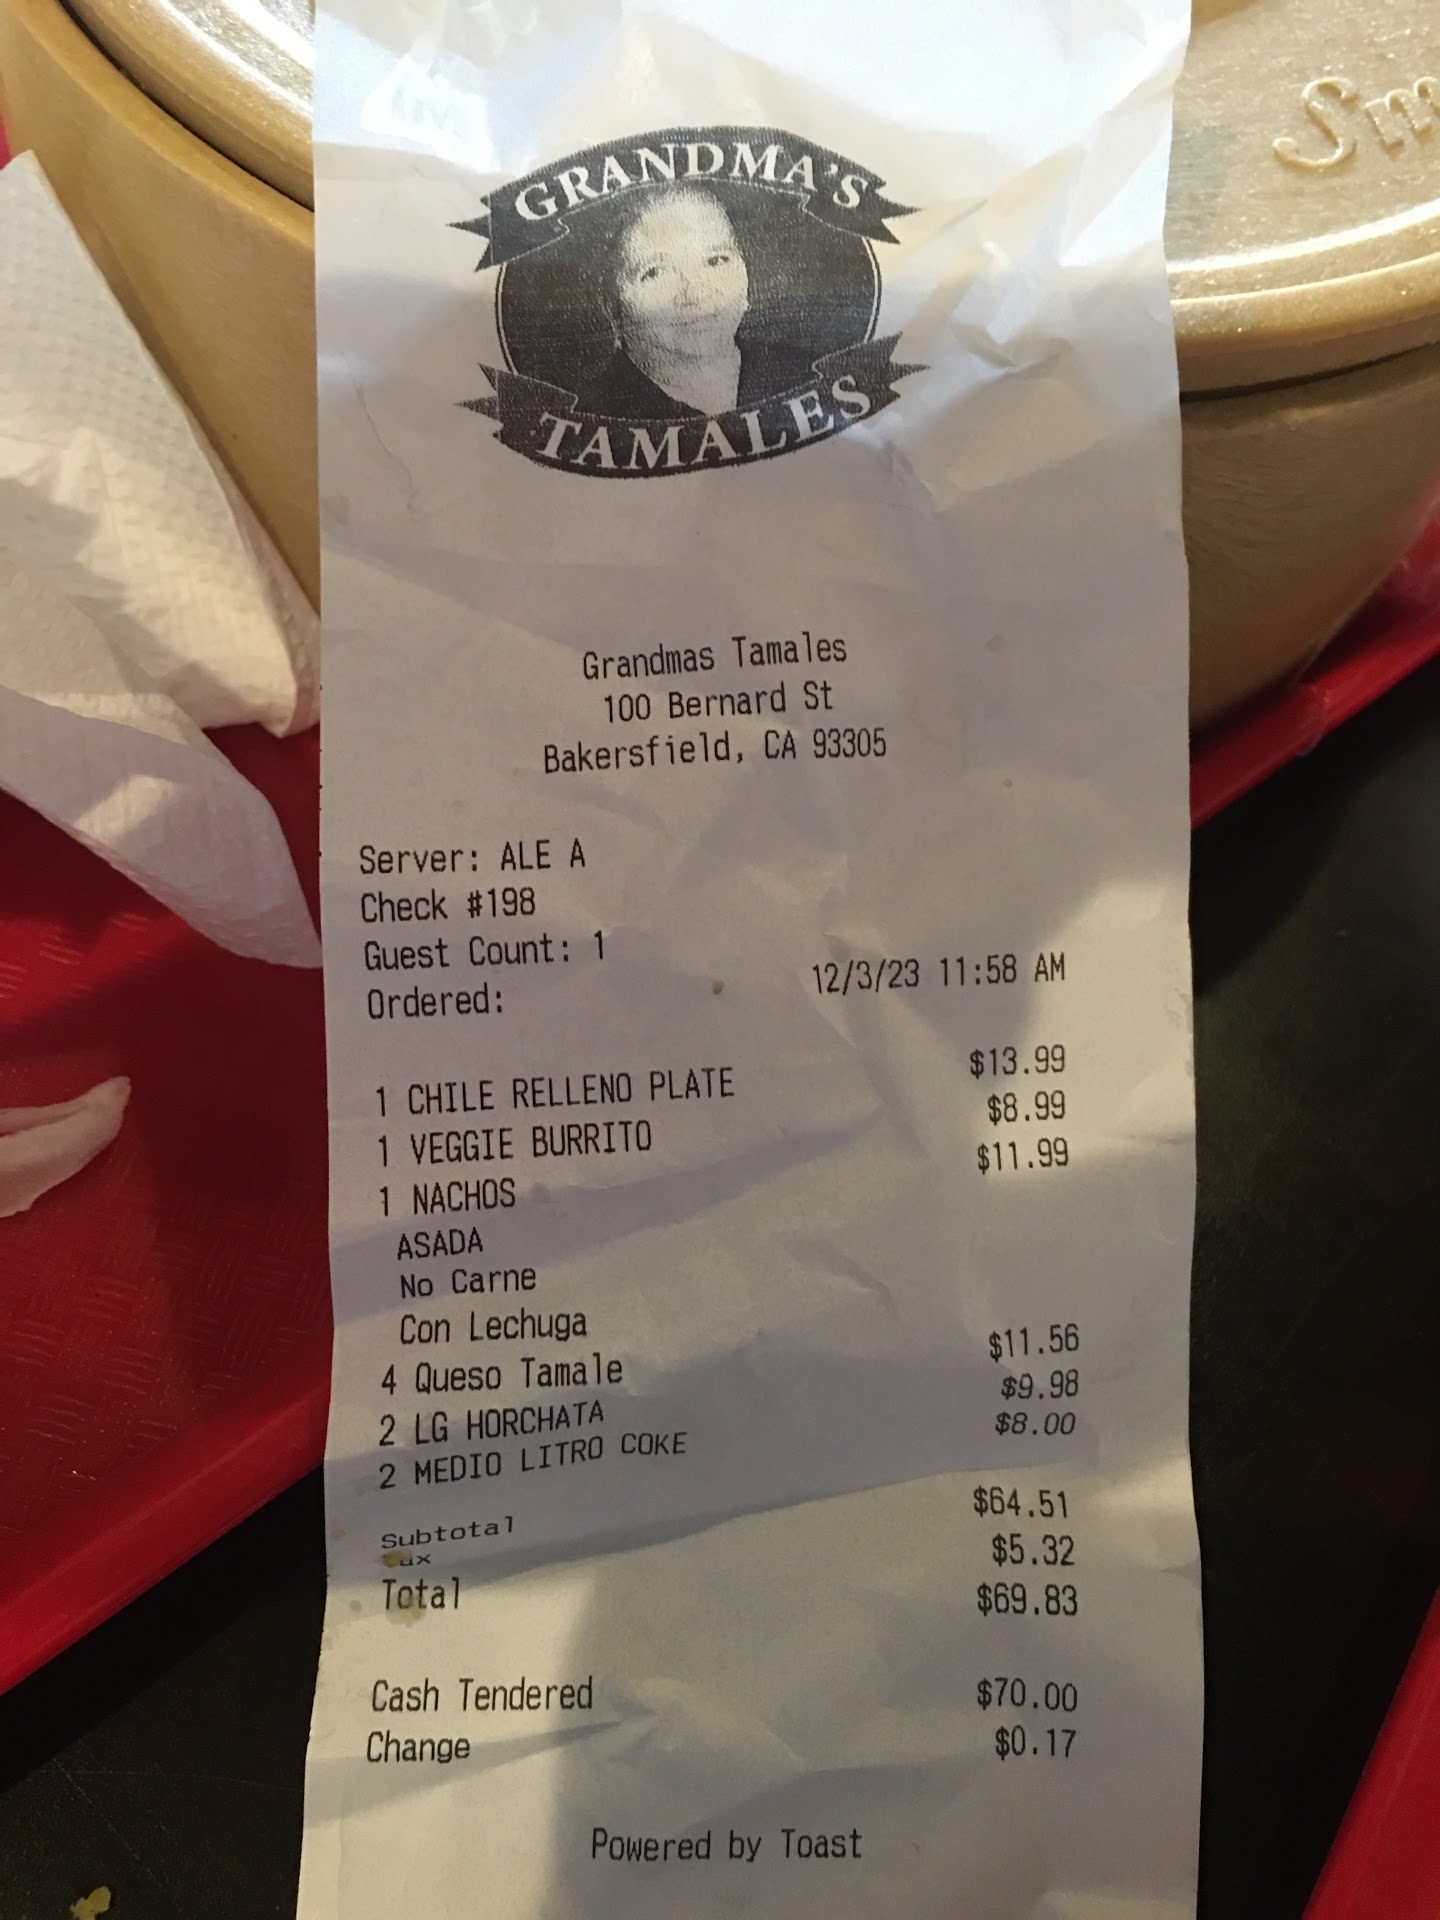 Sm
GRANDMA'S
TAMALES
Grandmas Tamales
100 Bernard St
Bakersfield, CA 93305
Server: ALE A
Check #198
Guest Count: 1
Ordered: 12/3/23 11:58 AM
1 CHILE RELLENO PLATE $13.99
1 VEGGIE BURRITO $8.99
1 NACHOS $11.99
ASADA
No Carne
Con Lechuga
4 Queso Tamale $11.56
2 LG HORCHATA $9.98
2 MEDIO LITRO COKE $8.00
Subtotal $64.51
Tax $5.32
Total $69.83
Cash Tendered $70.00
Change $0.17
Powered by Toast